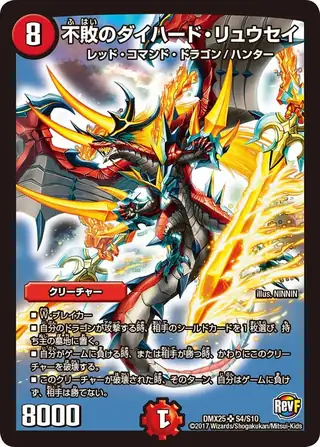 8
ふはい
不敗のダイハード・リュウセイ
レッド・コマンド・ドラゴン/ハンター
illus. NINNIN
クリーチャー
■W・ブレイカー
■自分のドラゴンが攻撃する時、相手のシールドカードを1枚選び、持
ち主の墓地に置く。
■自分がゲームに負ける時、または相手が勝つ時、かわりにこのクリー
チャーを破壊する。
■このクリーチャーが破壊された時、そのターン、自分はゲームに負け
ず、相手は勝てない。
8000
1
RevF
DMX25 S4/S10
©2017 Wizards/Shogakukan/Mitsui-Kids